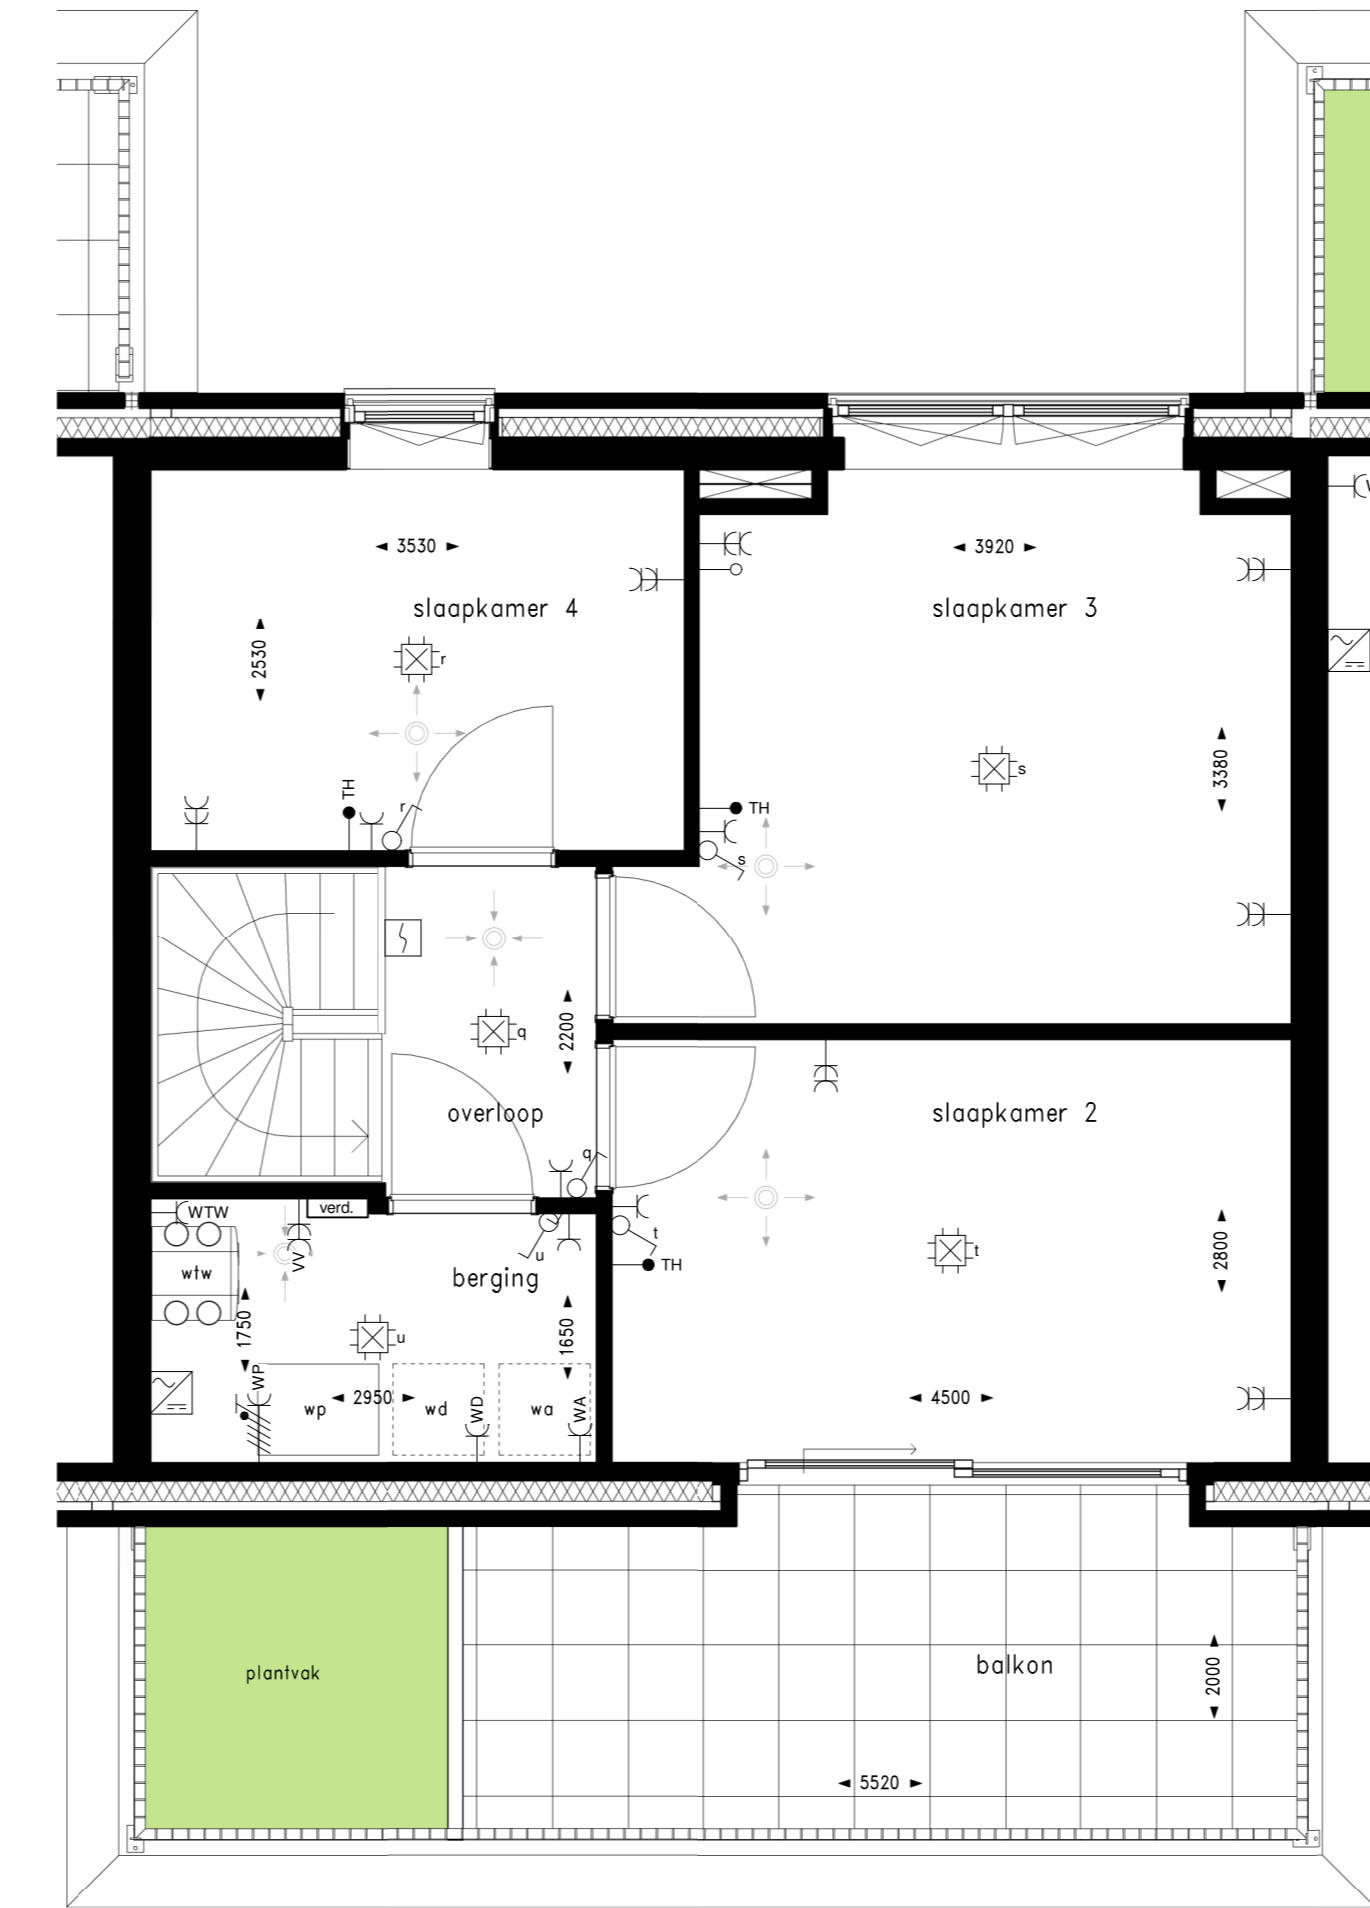 3530
3920
slaapkamer 4
slaapkamer 3
2530
r
s
3380
TH
r
TH
s
q
2200
overloop
slaapkamer 2
q
WTW
verd.
VV
u
t
TH
wtw
berging
t
2800
1750
u
1650
WP
wp
2950
wd
WD
wa
WA
4500
plantvak
balkon
2000
5520